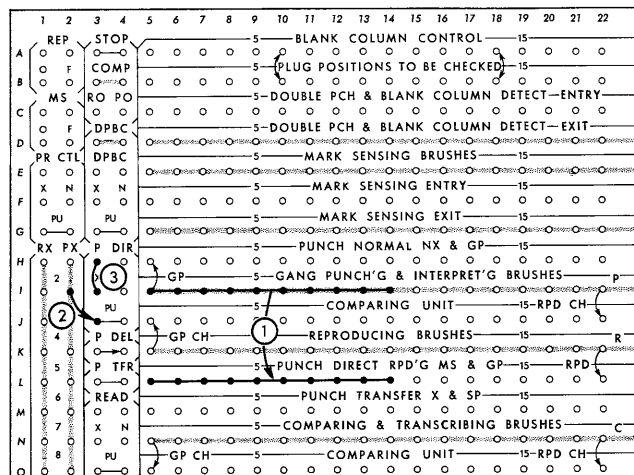 1 2 3 4 5 6 7 8 9 10 11 12 13 14 15 16 17 18 19 20 21 22
REP STOP 5 BLANK COLUMN CONTROL 15
A
F COMP 5 PLUG POSITIONS TO BE CHECKED 15
B
MS RO PO 5 DOUBLE PCH & BLANK COLUMN DETECT-ENTRY
C
F DPBC 5 DOUBLE PCH & BLANK COLUMN DETECT-EXIT
D
PR CTL DPBC 5 MARK SENSING BRUSHES 15
E
X N X N 5 MARK SENSING ENTRY 15
F
PU PU 5 MARK SENSING EXIT 15
G
RX PX P DIR 5 PUNCH NORMAL NX & GP 15
H
2 3 GP 5 GANG PUNCH'G & INTERPRET'G BRUSHES P
I
2 PU 1 5 COMPARING UNIT 15 RPD CH
J
4 P DEL GP CH REPRODUCING BRUSHES 15 R
K
5 P TFR 5 PUNCH DIRECT RPD'G MS & GP 15 RPD
L
6 READ 5 PUNCH TRANSFER X & SP 15
M
7 X N 5 COMPARING & TRANSCRIBING BRUSHES C
N
8 PU GP CH 5 COMPARING UNIT 15 RPD CH
O